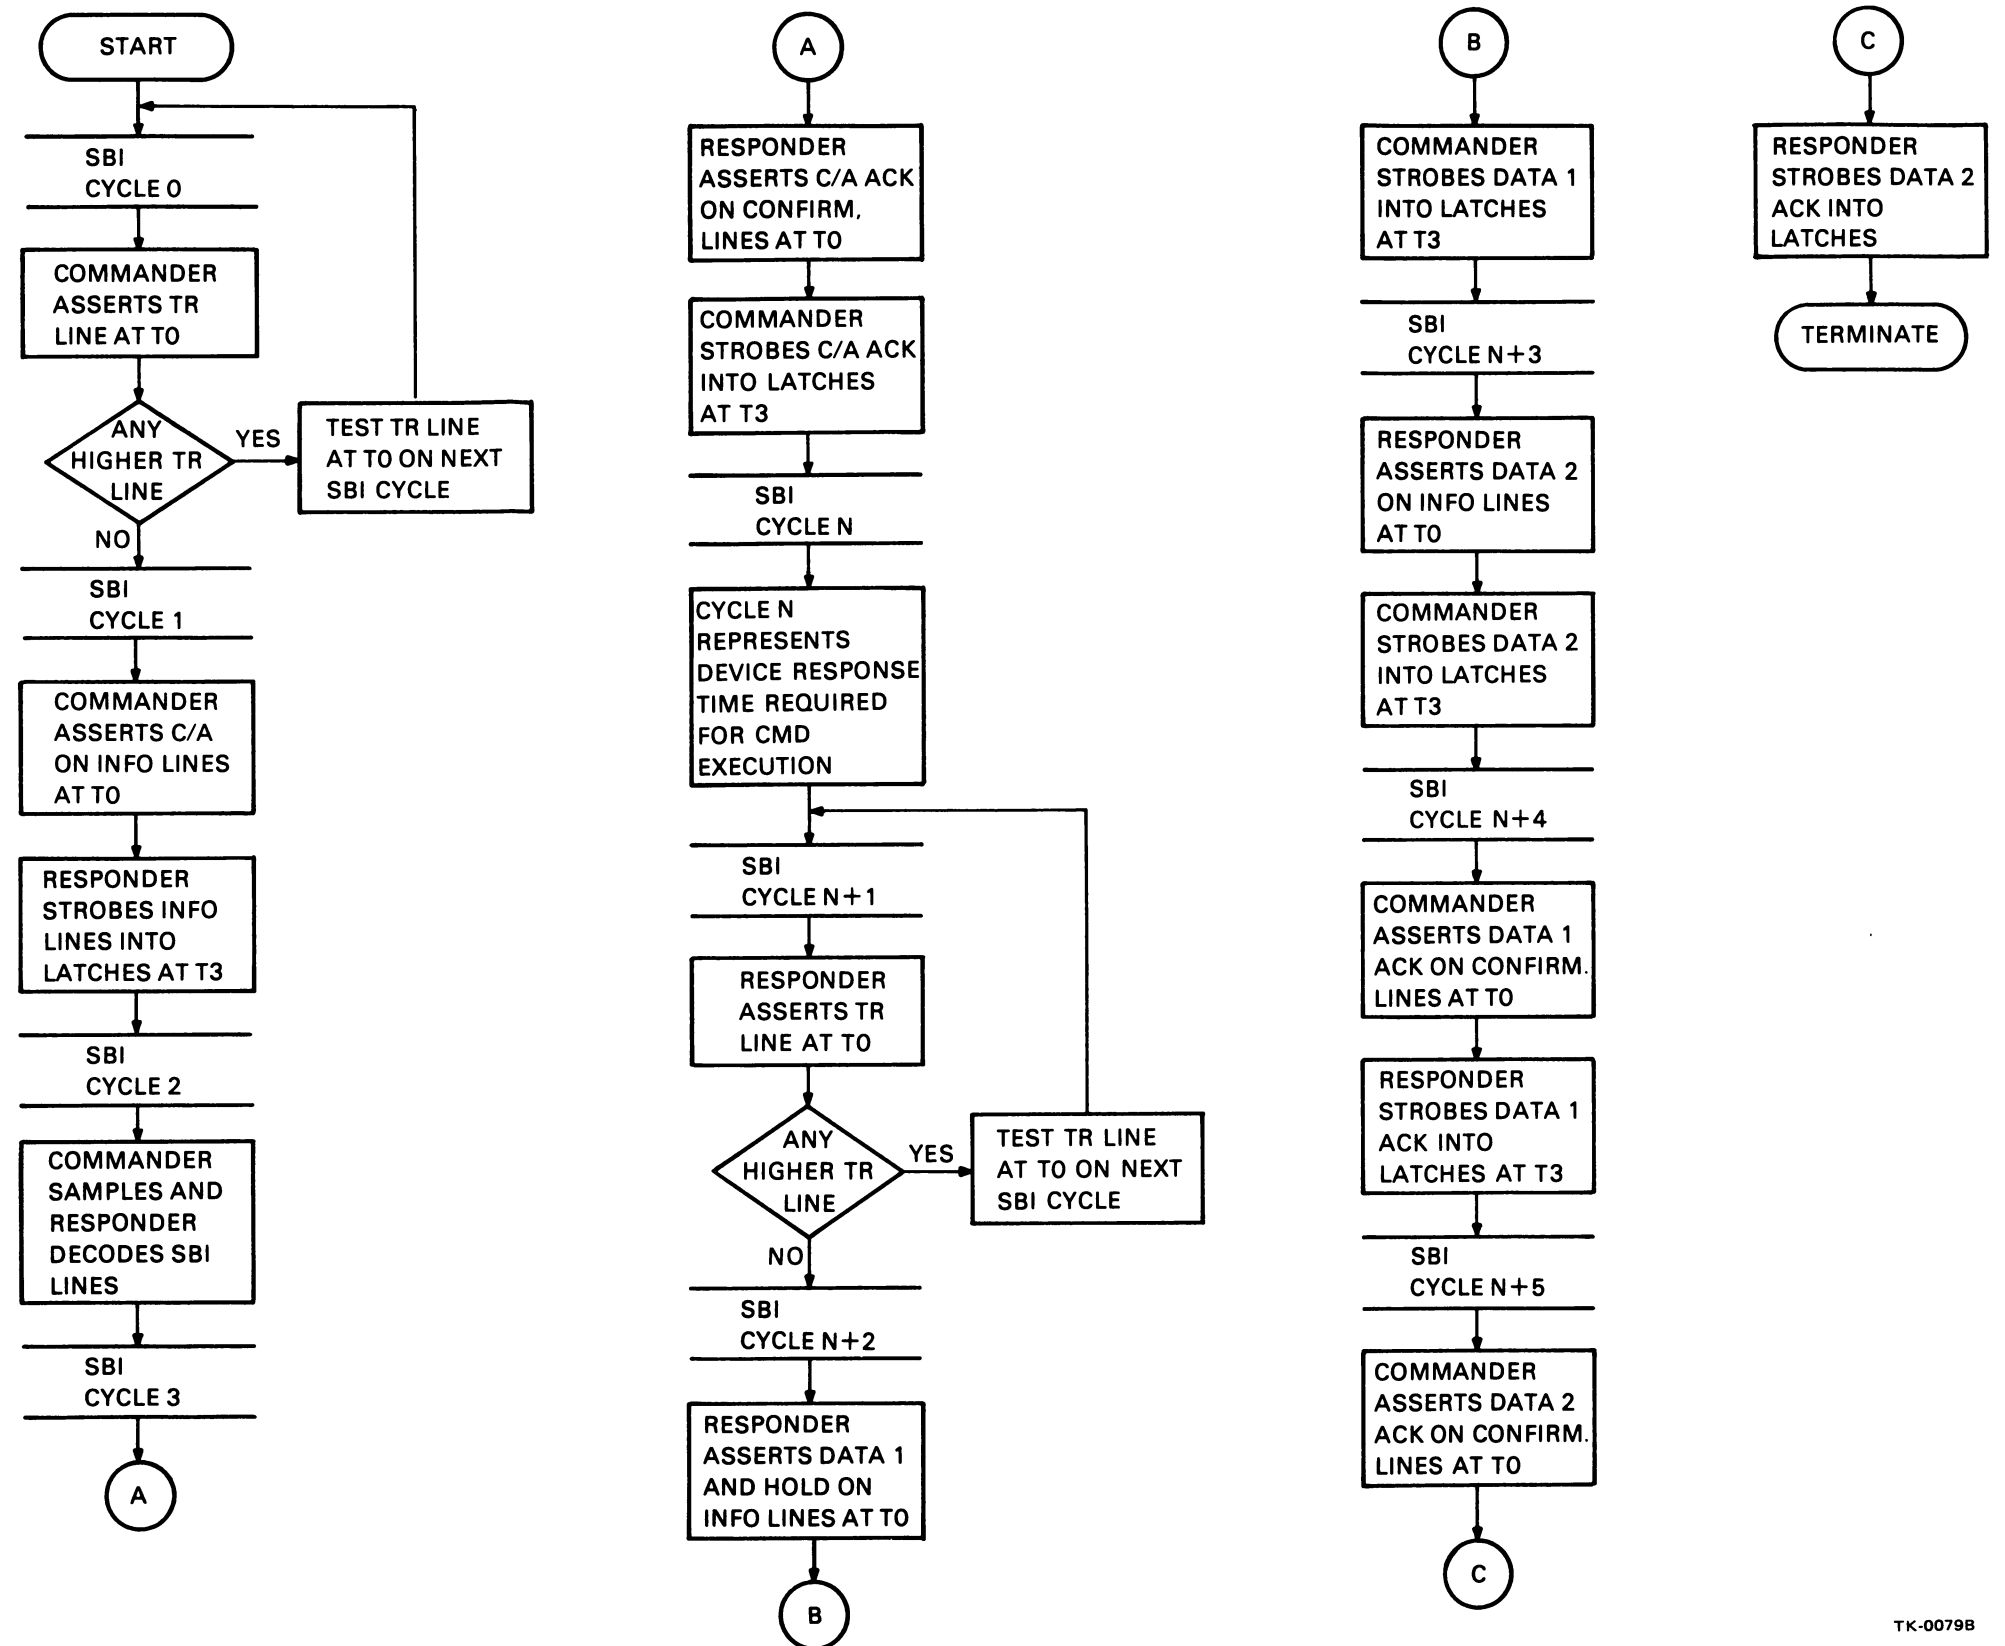 START
SBI
CYCLE 0
COMMANDER
ASSERTS TR
LINE AT T0
ANY
HIGHER TR
LINE
YES
TEST TR LINE
AT T0 ON NEXT
SBI CYCLE
NO
SBI
CYCLE 1
COMMANDER
ASSERTS C/A
ON INFO LINES
AT T0
RESPONDER
STROBES INFO
LINES INTO
LATCHES AT T3
SBI
CYCLE 2
COMMANDER
SAMPLES AND
RESPONDER
DECODES SBI
LINES
SBI
CYCLE 3
A
A
RESPONDER
ASSERTS C/A ACK
ON CONFIRM,
LINES AT T0
COMMANDER
STROBES C/A ACK
INTO LATCHES
AT T3
SBI
CYCLE N
CYCLE N
REPRESENTS
DEVICE RESPONSE
TIME REQUIRED
FOR CMD
EXECUTION
SBI
CYCLE N+1
RESPONDER
ASSERTS TR
LINE AT T0
ANY
HIGHER TR
LINE
YES
TEST TR LINE
AT T0 ON NEXT
SBI CYCLE
NO
SBI
CYCLE N+2
RESPONDER
ASSERTS DATA 1
AND HOLD ON
INFO LINES AT T0
B
B
COMMANDER
STROBES DATA 1
INTO LATCHES
AT T3
SBI
CYCLE N+3
RESPONDER
ASSERTS DATA 2
ON INFO LINES
AT T0
COMMANDER
STROBES DATA 2
INTO LATCHES
AT T3
SBI
CYCLE N+4
COMMANDER
ASSERTS DATA 1
ACK ON CONFIRM.
LINES AT T0
RESPONDER
STROBES DATA 1
ACK INTO
LATCHES AT T3
SBI
CYCLE N+5
COMMANDER
ASSERTS DATA 2
ACK ON CONFIRM.
LINES AT T0
C
C
RESPONDER
STROBES DATA 2
ACK INTO
LATCHES
TERMINATE
TK-0079B